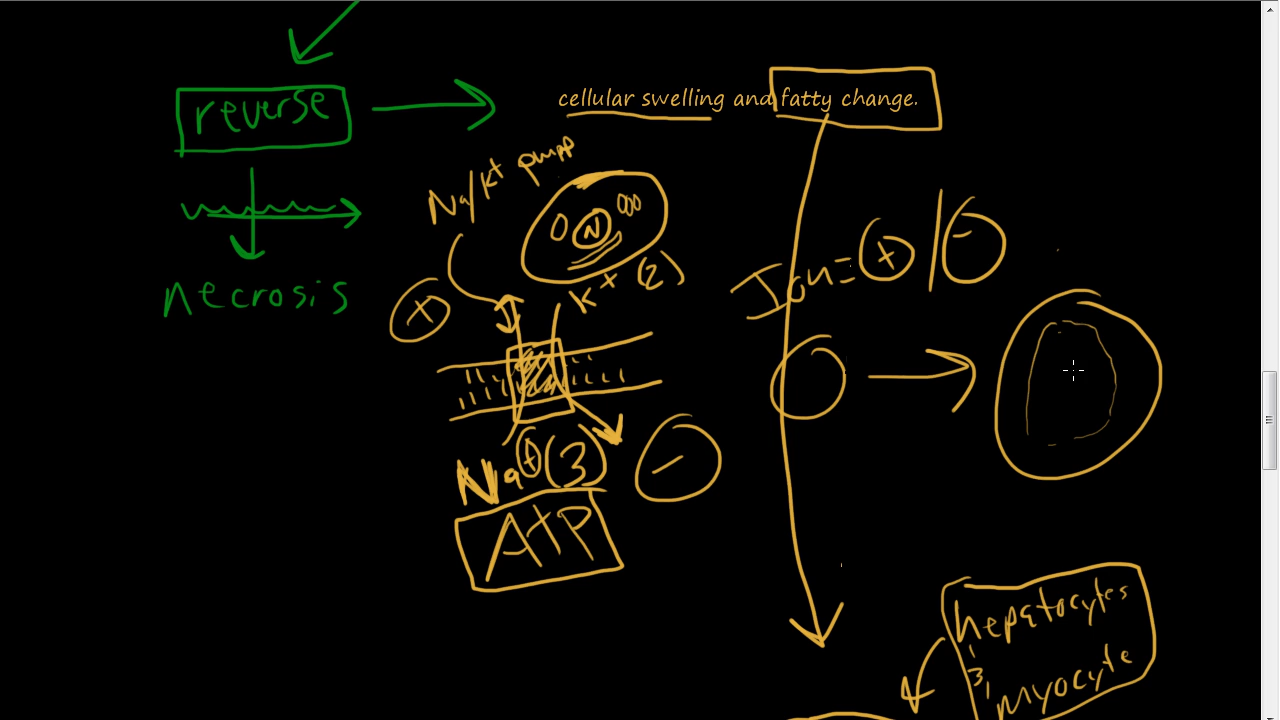 cellular swelling and fatty change.
reverse
Na/K+ pump
N
K+ (2)
Ion = + / -
necrosis
+
Na+ (3)
-
ATP
hepatocytes
myocyte